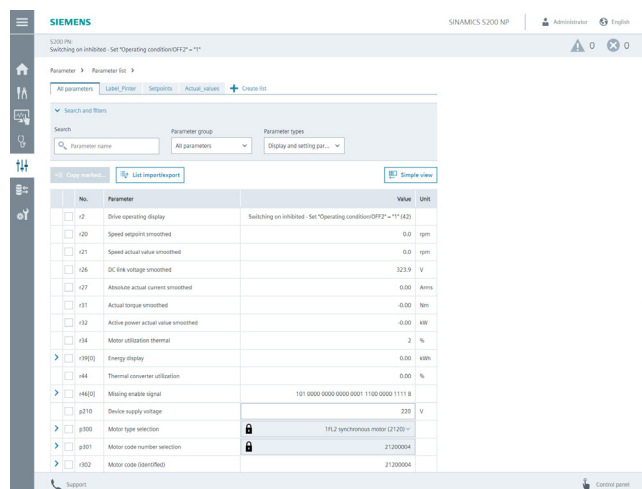 SIEMENS
SINAMICS S200 NP
Administrator
English
S200 PN:
Switching on inhibited - Set "Operating condition/OFF2" = "1"
0
0
Parameter > Parameter list >
All parameters
Label_Pinter
Setpoints
Actual_values
Create list
Search and filters
Search
Parameter group
Parameter types
Parameter name
All parameters
Display and setting par...
Copy marked...
List import/export
Simple view
No. Parameter Value Unit
r2 Drive operating display Switching on inhibited - Set "Operating condition/OFF2" = "1" (42)
r20 Speed setpoint smoothed 0.0 rpm
r21 Speed actual value smoothed 0.0 rpm
r26 DC link voltage smoothed 323.9 V
r27 Absolute actual current smoothed 0.00 Arms
r31 Actual torque smoothed -0.00 Nm
r32 Active power actual value smoothed -0.00 kW
r34 Motor utilization thermal 2 %
r39[0] Energy display 0.00 kWh
r44 Thermal converter utilization 0.00 %
r46[0] Missing enable signal 101 0000 0000 0000 0001 1100 0000 1111 B
p210 Device supply voltage 220 V
p300 Motor type selection 1FL2 synchronous motor (2120)
p301 Motor code number selection 21200004
r302 Motor code (identified) 21200004
Support
Control panel